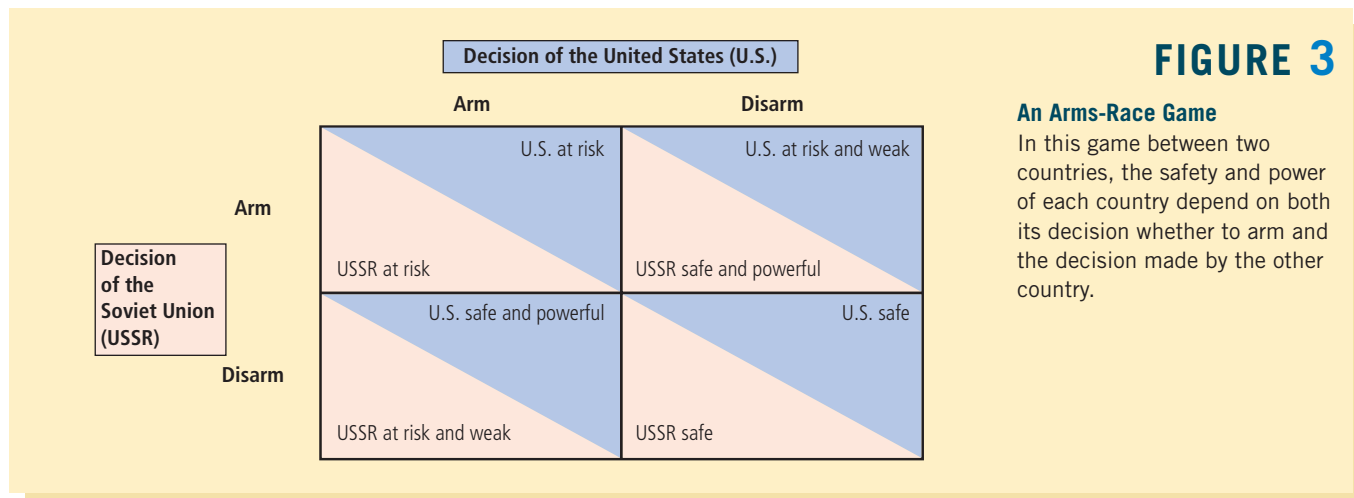 Decision of the United States (U.S.)
Arm
Disarm
U.S. at risk
U.S. at risk and weak
Arm
USSR at risk
USSR safe and powerful
Decision
of the
Soviet Union
(USSR)
U.S. safe and powerful
U.S. safe
Disarm
USSR at risk and weak
USSR safe
FIGURE 3
An Arms-Race Game
In this game between two
countries, the safety and power
of each country depend on both
its decision whether to arm and
the decision made by the other
country.